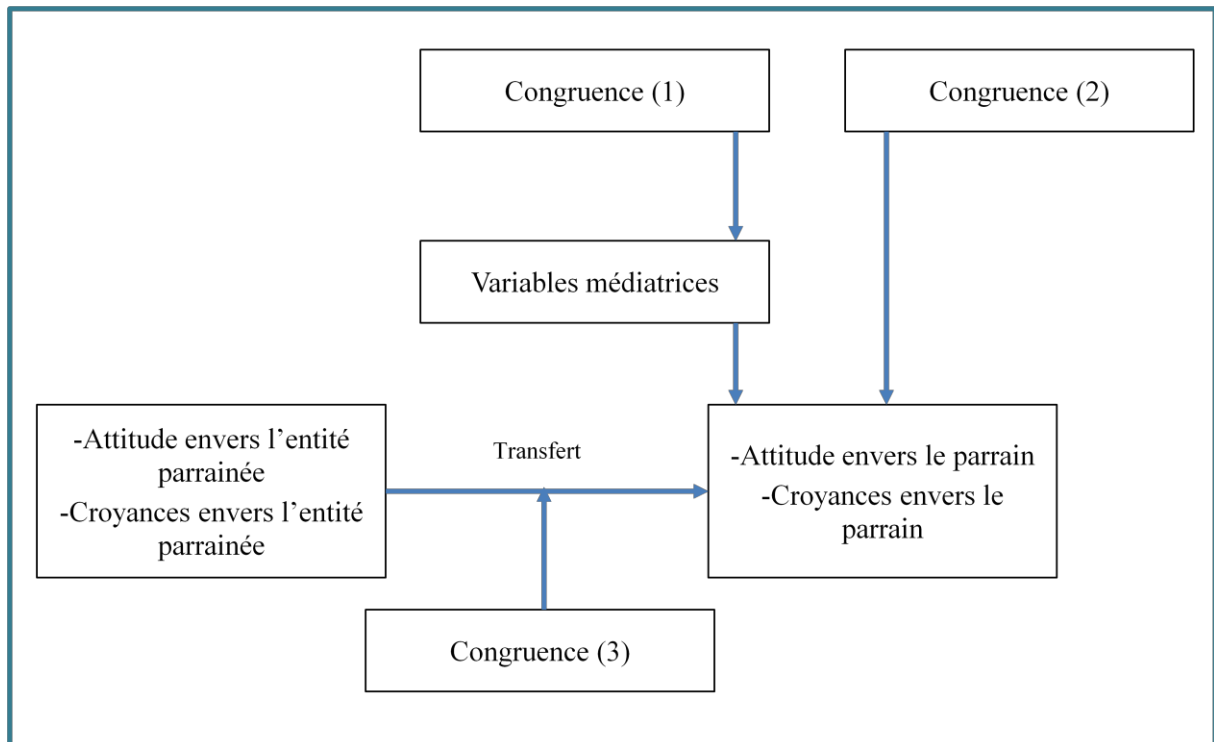 Congruence (1)
Congruence (2)
Variables médiatrices
-Attitude envers l’entité
parrainée
-Croyances envers l’entité
parrainée
Transfert
-Attitude envers le parrain
-Croyances envers le
parrain
Congruence (3)